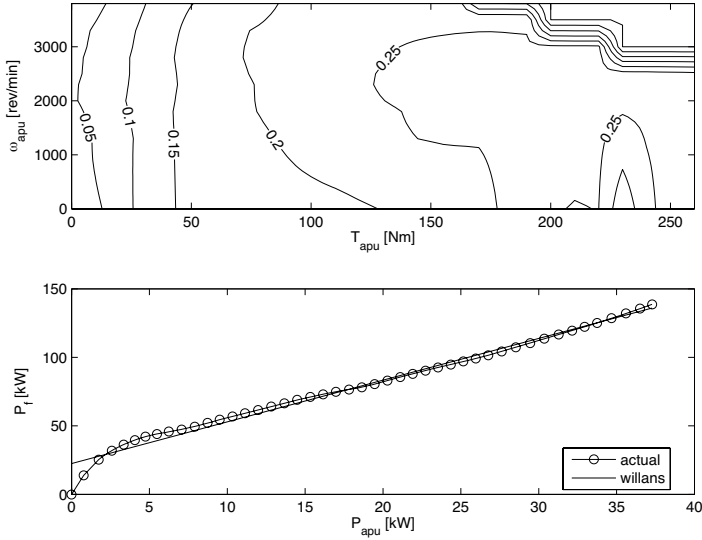 3000
2000
1000
0
ω_apu [rev/min]
0.05
0.1
0.15
0.2
0.25
0.25
0 50 100 150 200 250
T_apu [Nm]
150
100
50
0
P_f [kW]
actual
willans
0 5 10 15 20 25 30 35 40
P_apu [kW]